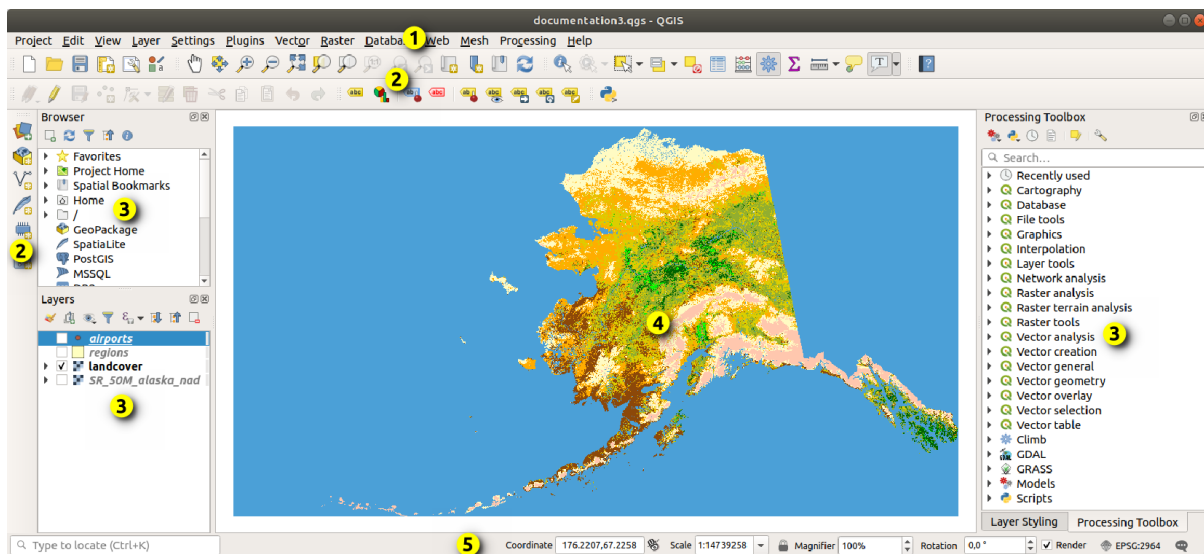 documentation3.qgs - QGIS
Project Edit View Layer Settings Plugins Vector Raster Database Web Mesh Processing Help
1
2
Browser
Favorites
Project Home
Spatial Bookmarks
Home
/
GeoPackage
SpatiaLite
PostGIS
MSSQL
3
2
Layers
airports
regions
landcover
SR_50M_alaska_nad
3
4
Processing Toolbox
Search...
Recently used
Cartography
Database
File tools
Graphics
Interpolation
Layer tools
Network analysis
Raster analysis
Raster terrain analysis
Raster tools
Vector analysis
Vector creation
Vector general
Vector geometry
Vector overlay
Vector selection
Vector table
Climb
GDAL
GRASS
Models
Scripts
3
Layer Styling Processing Toolbox
Type to locate (Ctrl+K)
5
Coordinate 176.2207,67.2258 Scale 1:14739258 Magnifier 100% Rotation 0,0 ° Render EPSG:2964